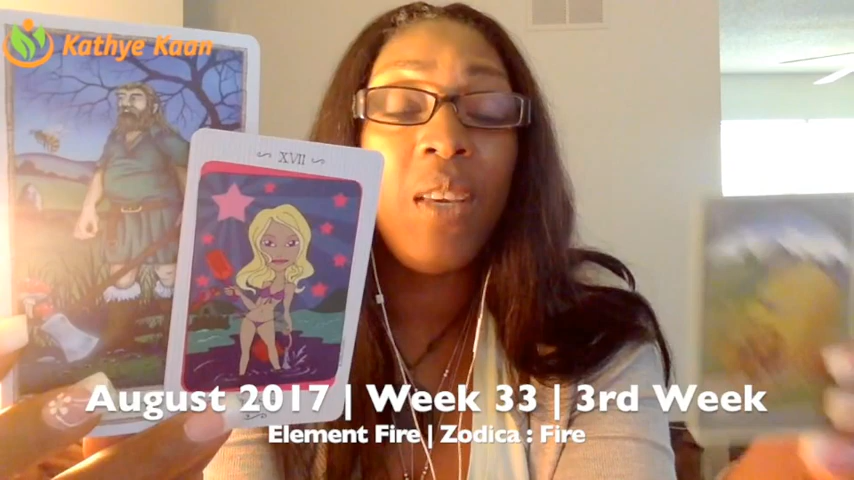 Kathye Kaan
XVII
August 2017 | Week 33 | 3rd Week
Element Fire | Zodica : Fire